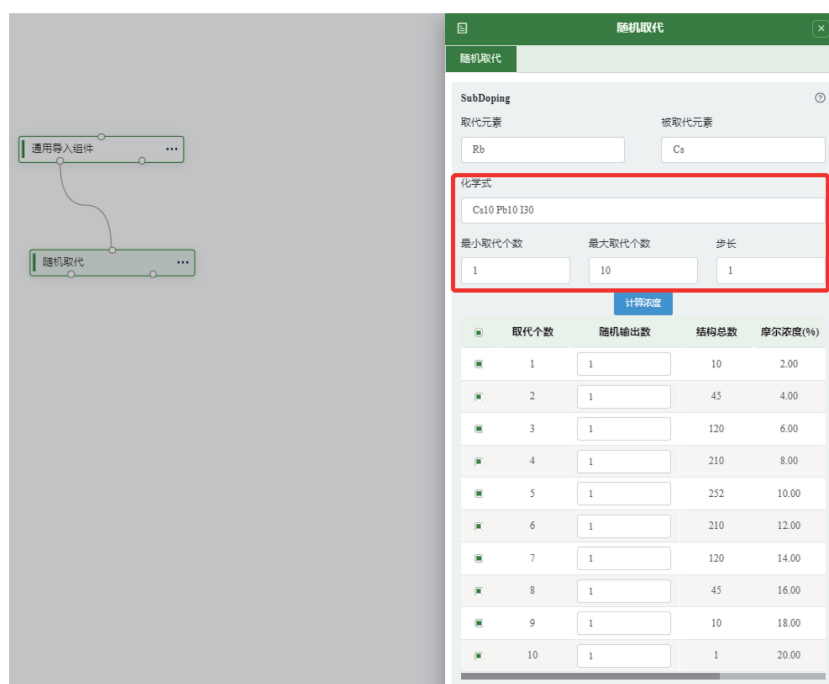 随机取代
随机取代
SubDoping
取代元素 被取代元素
Rb Cs
化学式
Cs10 Pb10 I30
最小取代个数 最大取代个数 步长
1 10 1
计算浓度
取代个数 随机输出数 结构总数 摩尔浓度(%)
1 1 10 2.00
2 1 45 4.00
3 1 120 6.00
4 1 210 8.00
5 1 252 10.00
6 1 210 12.00
7 1 120 14.00
8 1 45 16.00
9 1 10 18.00
10 1 1 20.00
通用导入组件
随机取代